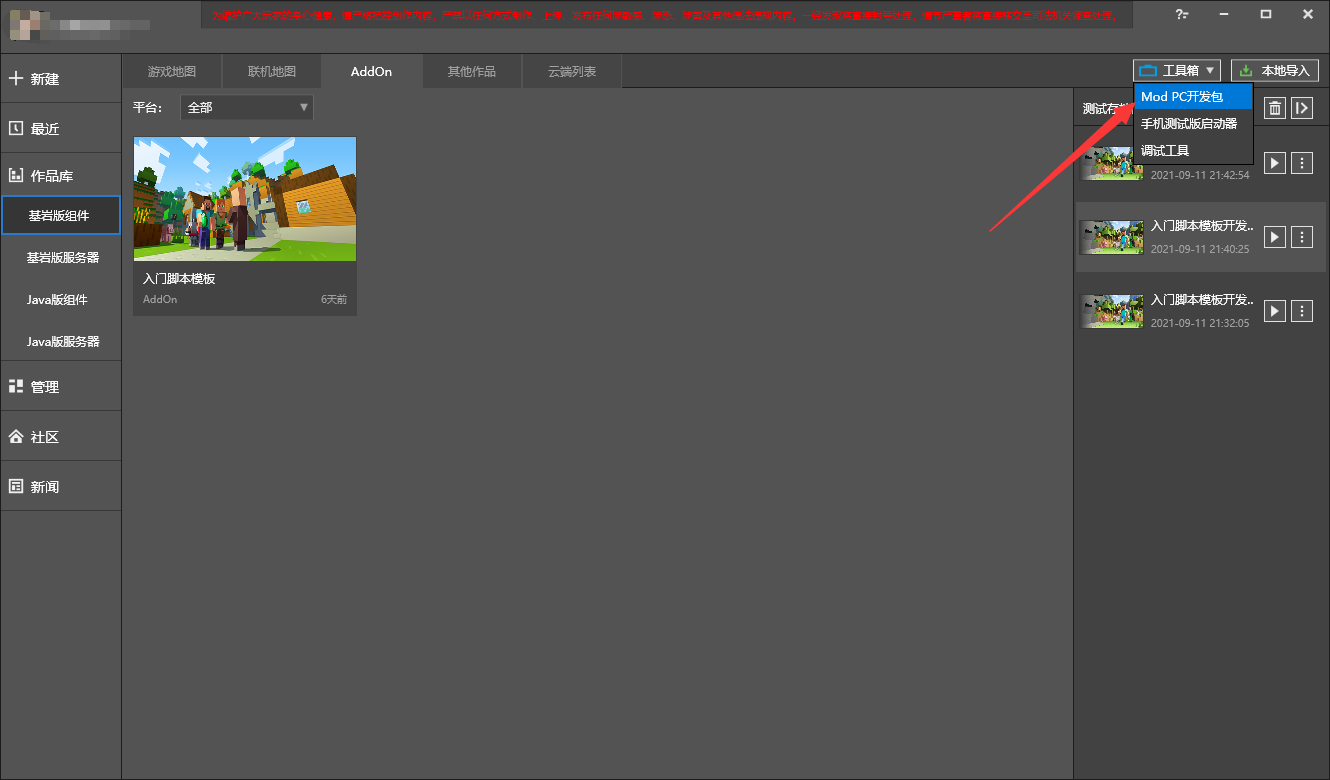 新建
最近
作品库
基岩版组件
基岩版服务器
Java版组件
Java版服务器
管理
社区
新闻
游戏地图
联机地图
AddOn
其他作品
云端列表
平台:
全部
入门脚本模板
AddOn
6天前
工具箱
本地导入
Mod PC开发包
手机测试版启动器
调试工具
测试存档
2021-09-11 21:42:54
入门脚本模板开发..
2021-09-11 21:40:25
入门脚本模板开发..
2021-09-11 21:32:05